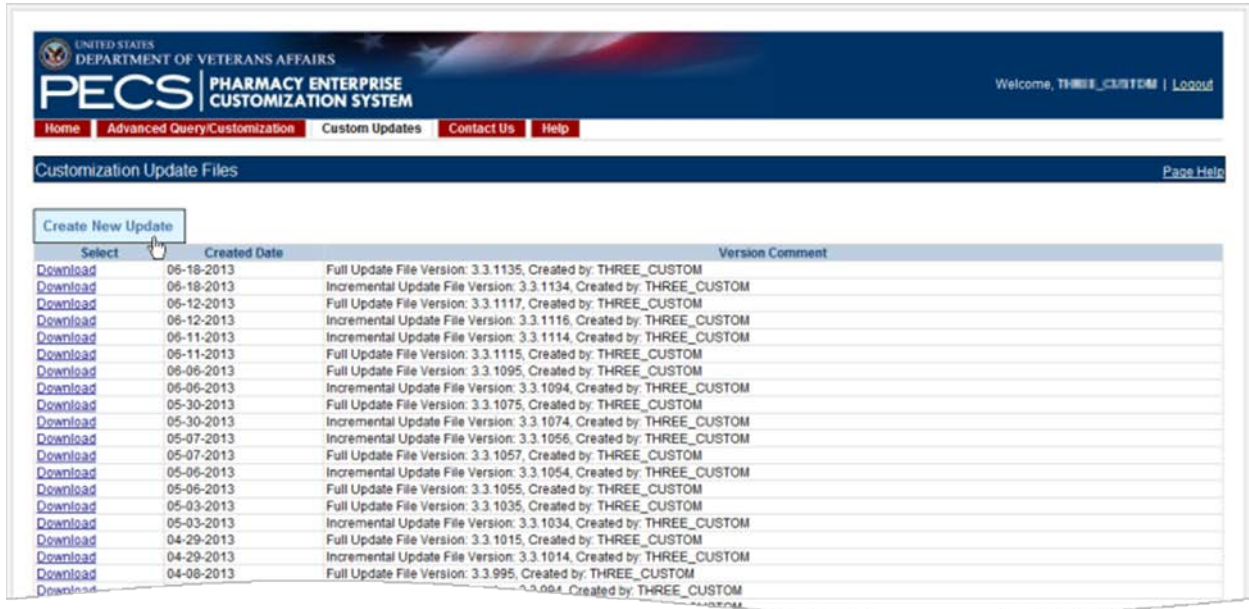 UNITED STATES
DEPARTMENT OF VETERANS AFFAIRS
PECS PHARMACY ENTERPRISE
CUSTOMIZATION SYSTEM
Welcome, THREE_CUSTOM | Logout
Home Advanced Query/Customization Custom Updates Contact Us Help
Customization Update Files Page Help
Create New Update
Select Created Date Version Comment
Download 06-18-2013 Full Update File Version: 3.3.1135, Created by: THREE_CUSTOM
Download 06-18-2013 Incremental Update File Version: 3.3.1134, Created by: THREE_CUSTOM
Download 06-12-2013 Full Update File Version: 3.3.1117, Created by: THREE_CUSTOM
Download 06-12-2013 Incremental Update File Version: 3.3.1116, Created by: THREE_CUSTOM
Download 06-11-2013 Incremental Update File Version: 3.3.1114, Created by: THREE_CUSTOM
Download 06-11-2013 Full Update File Version: 3.3.1115, Created by: THREE_CUSTOM
Download 06-06-2013 Full Update File Version: 3.3.1095, Created by: THREE_CUSTOM
Download 06-06-2013 Incremental Update File Version: 3.3.1094, Created by: THREE_CUSTOM
Download 05-30-2013 Full Update File Version: 3.3.1075, Created by: THREE_CUSTOM
Download 05-30-2013 Incremental Update File Version: 3.3.1074, Created by: THREE_CUSTOM
Download 05-07-2013 Incremental Update File Version: 3.3.1056, Created by: THREE_CUSTOM
Download 05-07-2013 Full Update File Version: 3.3.1057, Created by: THREE_CUSTOM
Download 05-06-2013 Incremental Update File Version: 3.3.1054, Created by: THREE_CUSTOM
Download 05-06-2013 Full Update File Version: 3.3.1055, Created by: THREE_CUSTOM
Download 05-03-2013 Full Update File Version: 3.3.1035, Created by: THREE_CUSTOM
Download 05-03-2013 Incremental Update File Version: 3.3.1034, Created by: THREE_CUSTOM
Download 04-29-2013 Full Update File Version: 3.3.1015, Created by: THREE_CUSTOM
Download 04-29-2013 Incremental Update File Version: 3.3.1014, Created by: THREE_CUSTOM
Download 04-08-2013 Full Update File Version: 3.3.995, Created by: THREE_CUSTOM
Download 3.3.994, Created by: THREE_CUSTOM